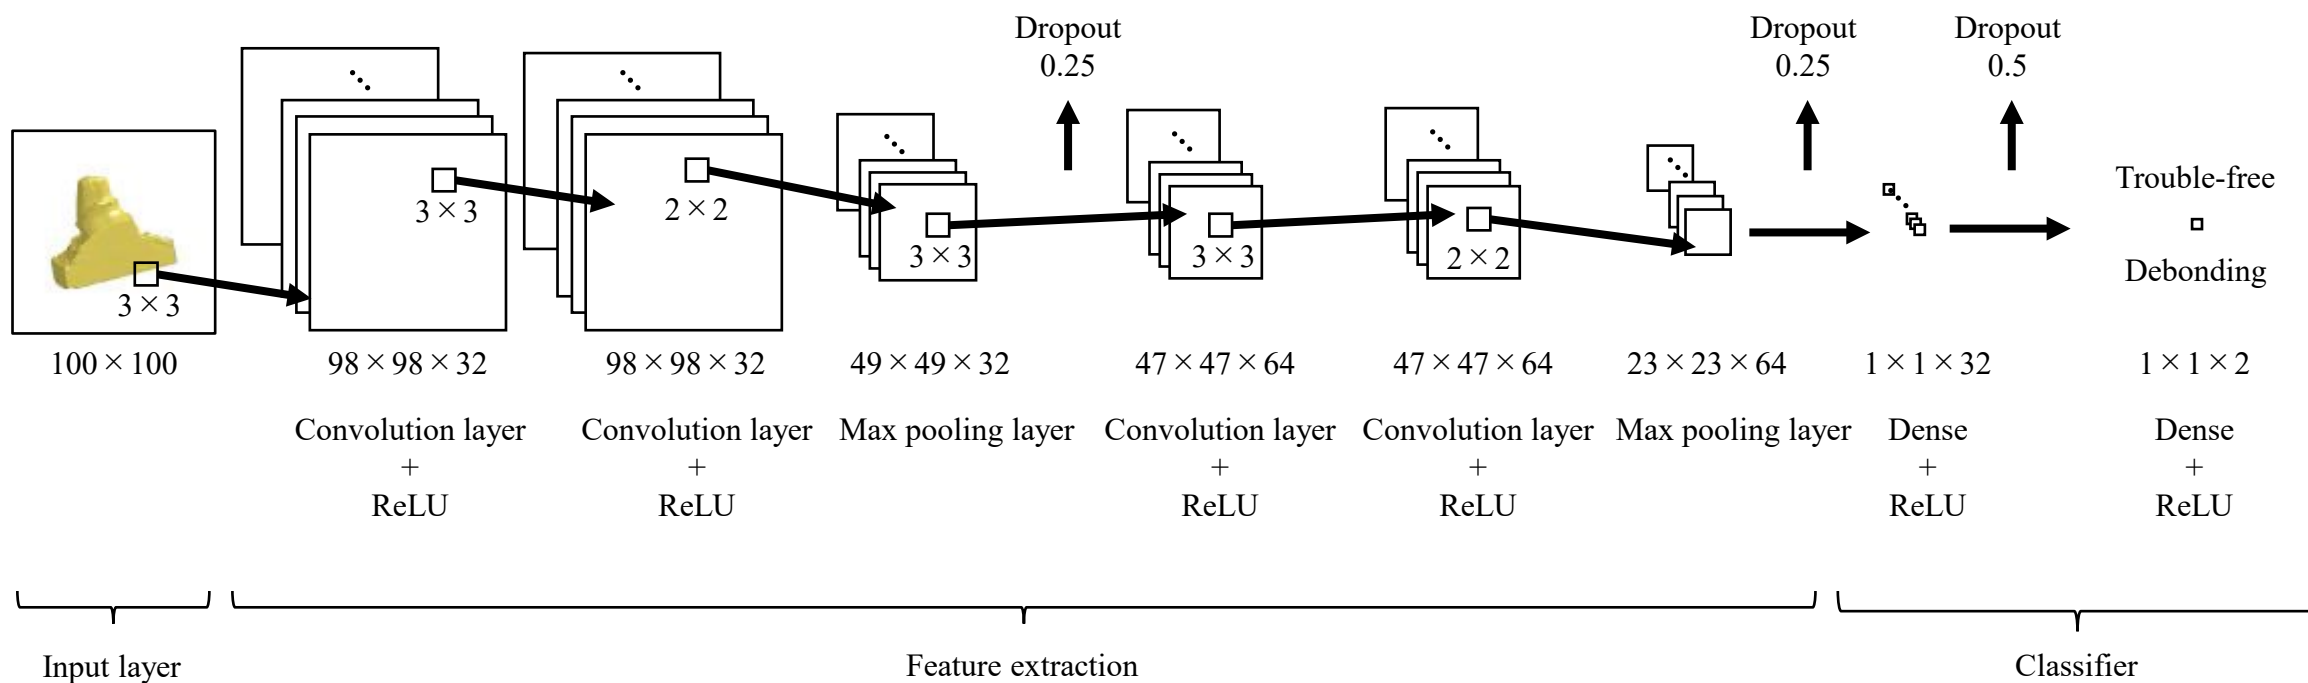 Dropout
0.25
Dropout
0.25
Dropout
0.5
3 × 3
3 × 3
2 × 2
3 × 3
3 × 3
2 × 2
Trouble-free
Debonding
100 × 100
98 × 98 × 32
98 × 98 × 32
49 × 49 × 32
47 × 47 × 64
47 × 47 × 64
23 × 23 × 64
1 × 1 × 32
1 × 1 × 2
Convolution layer
+
ReLU
Convolution layer
+
ReLU
Max pooling layer
Convolution layer
+
ReLU
Convolution layer
+
ReLU
Max pooling layer
Dense
+
ReLU
Dense
+
ReLU
Input layer
Feature extraction
Classifier